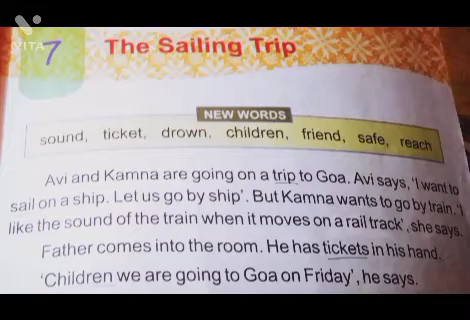 VITA
7 The Sailing Trip
NEW WORDS
sound, ticket, drown, children, friend, safe, reach
Avi and Kamna are going on a trip to Goa. Avi says, 'I want to
sail on a ship. Let us go by ship'. But Kamna wants to go by train. 'I
like the sound of the train when it moves on a rail track', she says.
Father comes into the room. He has tickets in his hand.
'Children we are going to Goa on Friday', he says.